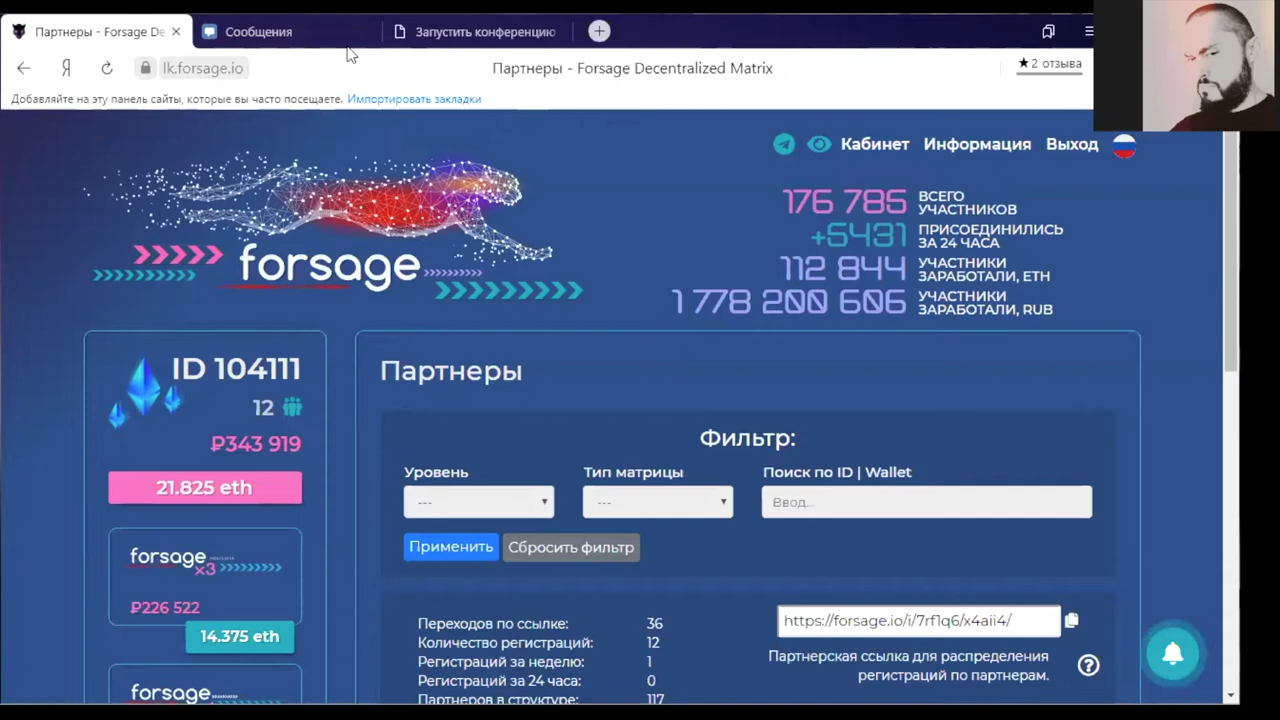 Партнеры - Forsage De
Сообщения
Запустить конференцию
lk.forsage.io
Партнеры - Forsage Decentralized Matrix
★2 отзыва
Добавляйте на эту панель сайты, которые вы часто посещаете. Импортировать закладки
Кабинет Информация Выход
forsage
176 785 ВСЕГО УЧАСТНИКОВ
+5431 ПРИСОЕДИНИЛИСЬ ЗА 24 ЧАСА
112 844 УЧАСТНИКИ ЗАРАБОТАЛИ, ETH
1 778 200 606 УЧАСТНИКИ ЗАРАБОТАЛИ, RUB
ID 104111
12
₽343 919
21.825 eth
forsage
x3
₽226 522
14.375 eth
forsage
Партнеры
Фильтр:
Уровень Тип матрицы Поиск по ID | Wallet
--- --- Ввод...
Применить Сбросить фильтр
Переходов по ссылке: 36
Количество регистраций: 12
Регистраций за неделю: 1
Регистраций за 24 часа: 0
Партнеров в структуре: 117
https://forsage.io/i/7rf1q6/x4aii4/
Партнерская ссылка для распределения
регистраций по партнерам.